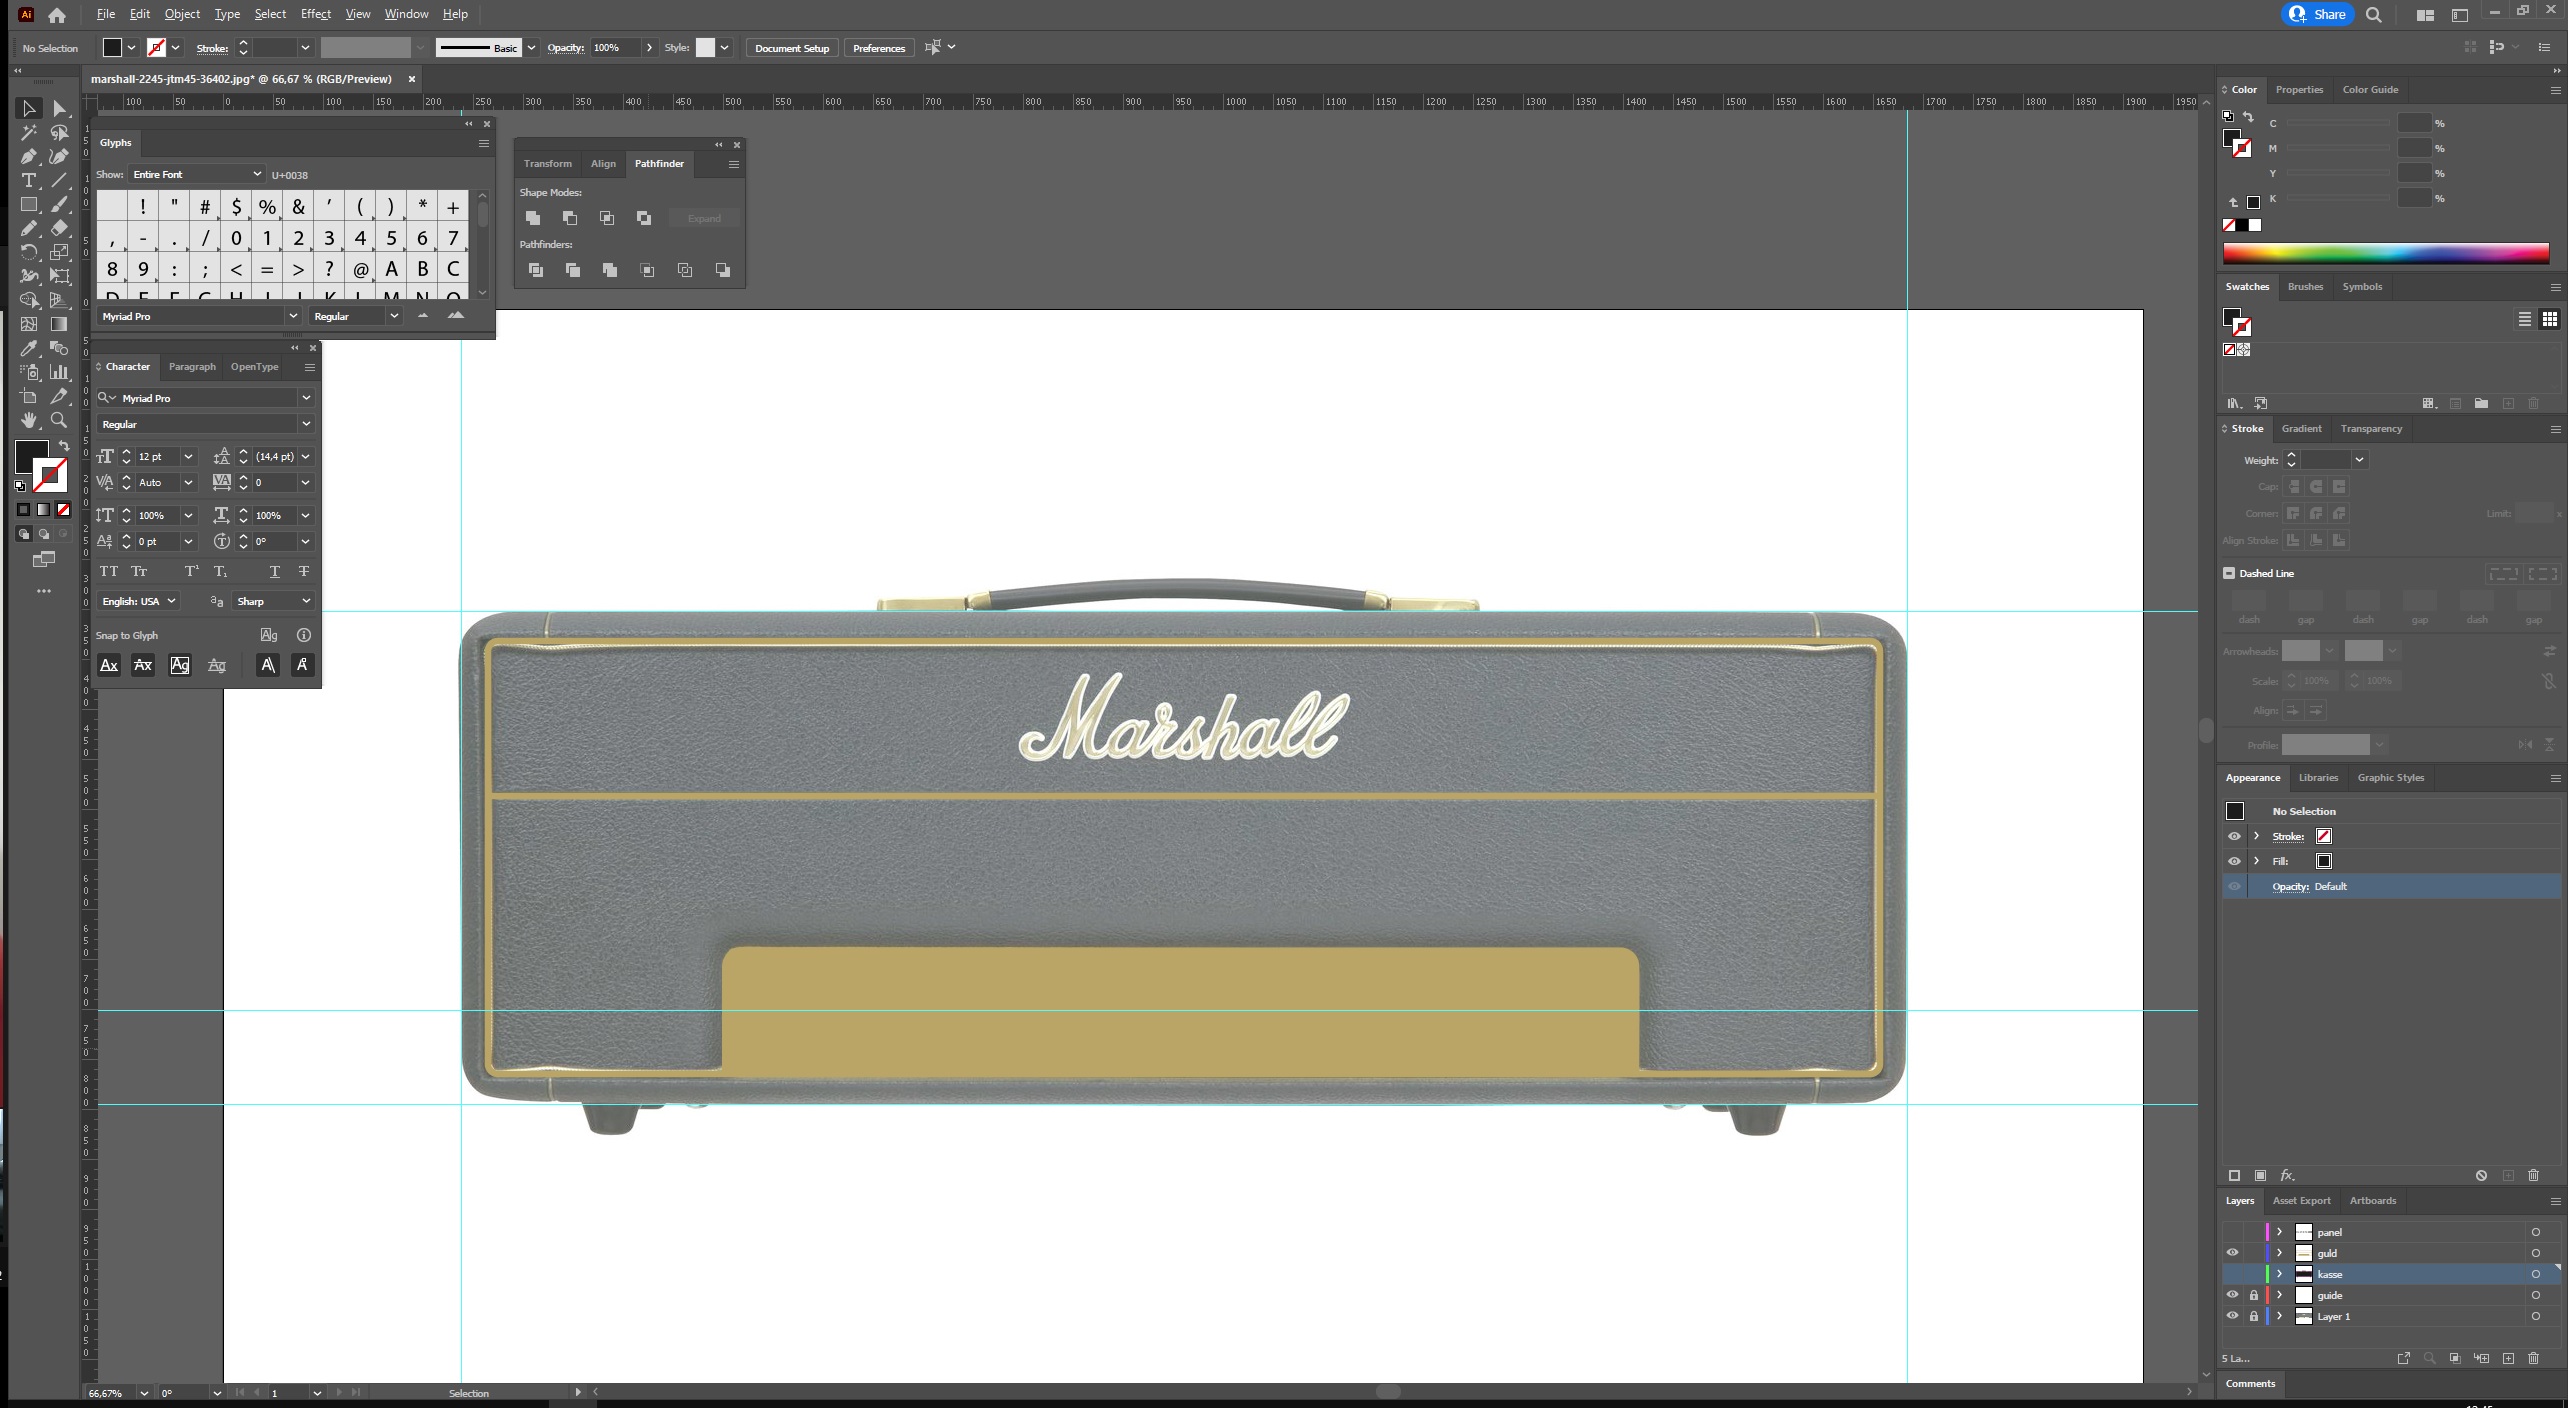 File Edit Object Type Select Effect View Window Help
Share
No Selection Stroke: Basic Opacity: 100% Style: Document Setup Preferences
marshall-2245-jtm45-36402.jpg* @ 66,67 % (RGB/Preview)
100 50 0 50 100 150 200 250 300 350 400 450 500 550 600 650 700 750 800 850 900 950 1000 1050 1100 1150 1200 1250 1300 1350 1400 1450 1500 1550 1600 1650 1700 1750 1800 1850 1900 1950
Glyphs
Show: Entire Font U+0038
! " # $ % & ' ( ) * +
, - . / 0 1 2 3 4 5 6 7
8 9 : ; < = > ? @ A B C
D E F G H I J K L M N O
Myriad Pro Regular
Transform Align Pathfinder
Shape Modes:
Expand
Pathfinders:
Character Paragraph OpenType
Myriad Pro
Regular
12 pt (14,4 pt)
Auto 0
100% 100%
0 pt 0°
English: USA Sharp
Snap to Glyph
Marshall
Color Properties Color Guide
C %
M %
Y %
K %
Swatches Brushes Symbols
Stroke Gradient Transparency
Weight:
Cap:
Corner: Limit: x
Align Stroke:
Dashed Line
dash gap dash gap dash gap
Arrowheads:
Scale: 100% 100%
Align:
Profile:
Appearance Libraries Graphic Styles
No Selection
Stroke:
Fill:
Opacity: Default
Layers Asset Export Artboards
panel
guld
kasse
guide
Layer 1
5 La...
Comments
66,67% 0° 1 Selection